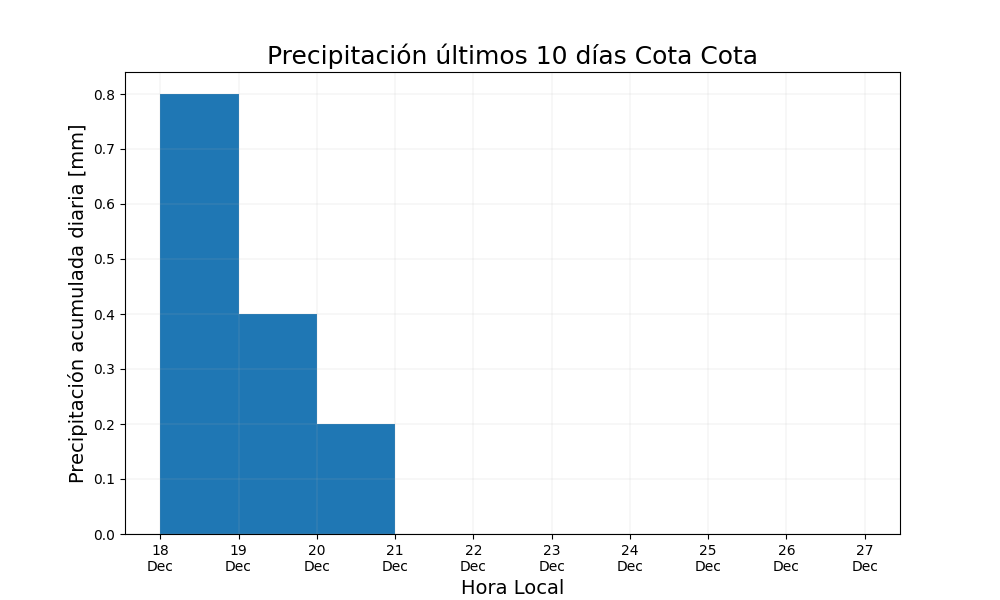 Precipitación últimos 10 días Cota Cota
Precipitación acumulada diaria [mm]
0.8
0.7
0.6
0.5
0.4
0.3
0.2
0.1
0.0
18 19 20 21 22 23 24 25 26 27
Dec Dec Dec Dec Dec Dec Dec Dec Dec Dec
Hora Local